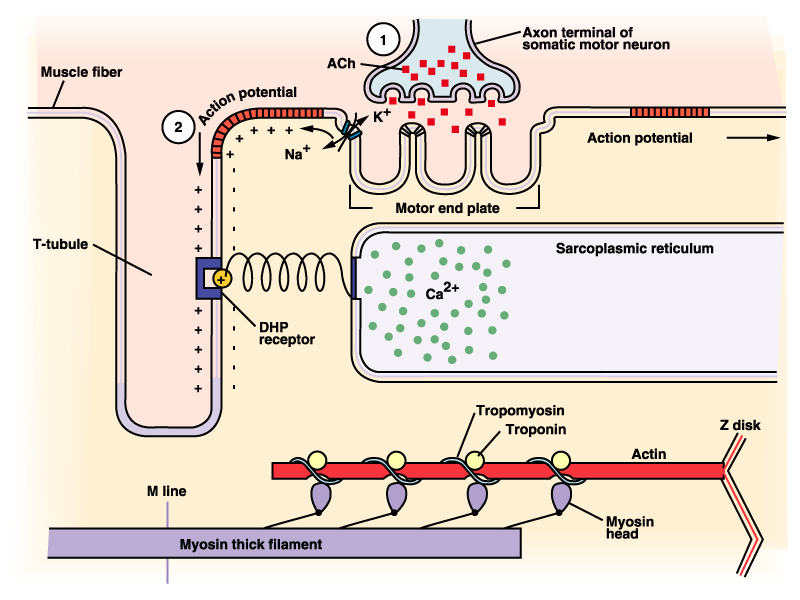 1
Axon terminal of
somatic motor neuron
ACh
Muscle fiber
Action potential
2
K+
Na+
+ + + +
+
+
Action potential
Motor end plate
+
+
+
+
-
-
-
-
-
T-tubule
Sarcoplasmic reticulum
Ca2+
+
DHP
receptor
+
+
+
+
-
-
-
-
Tropomyosin
Troponin
Z disk
Actin
M line
Myosin
head
Myosin thick filament